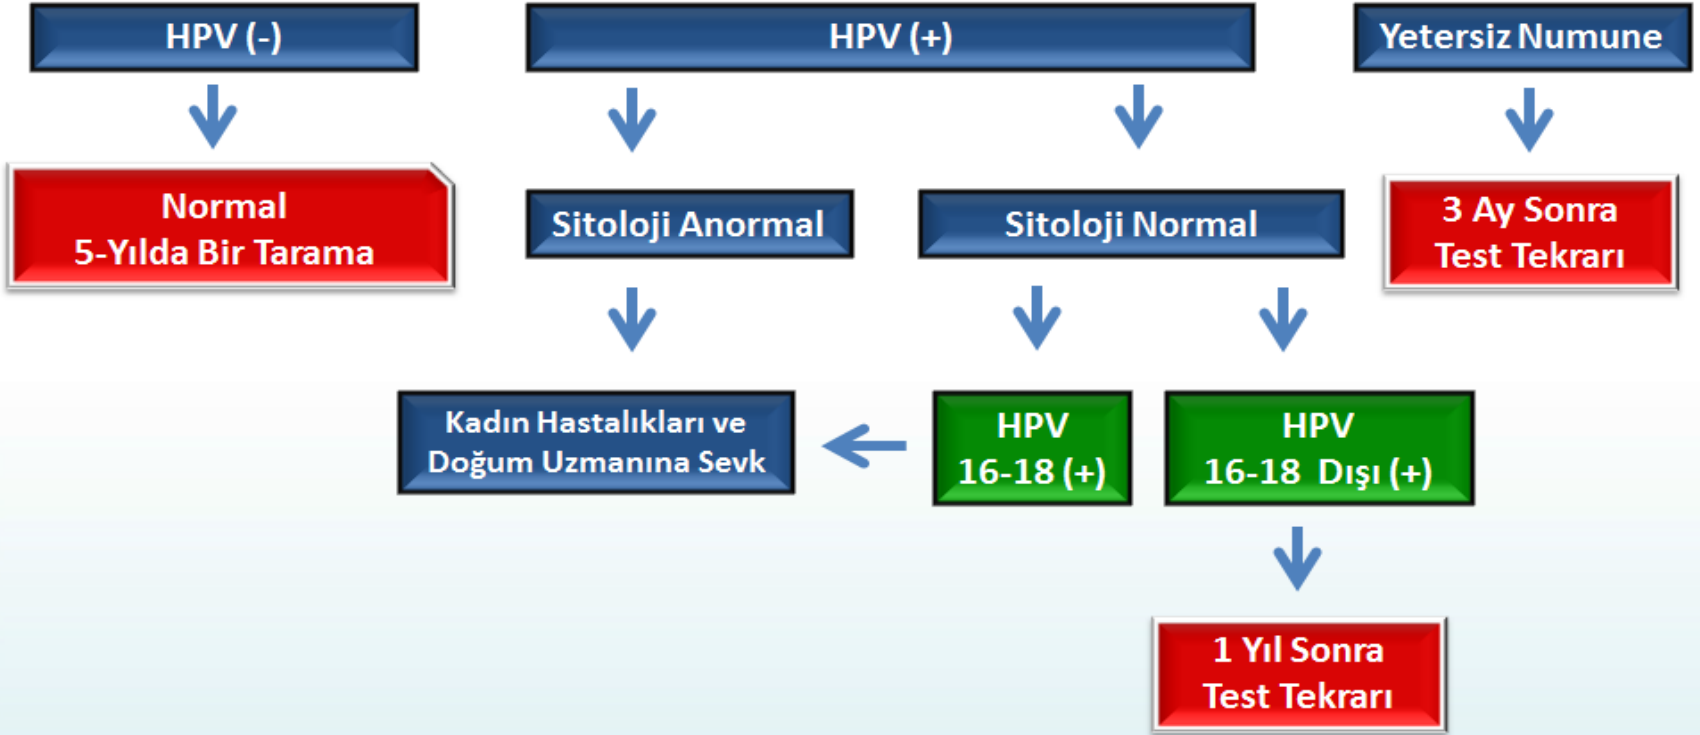 HPV (-)
HPV (+)
Yetersiz Numune
Normal
5-Yılda Bir Tarama
Sitoloji Anormal
Sitoloji Normal
3 Ay Sonra
Test Tekrarı
Kadın Hastalıkları ve
Doğum Uzmanına Sevk
HPV
16-18 (+)
HPV
16-18 Dışı (+)
1 Yıl Sonra
Test Tekrarı